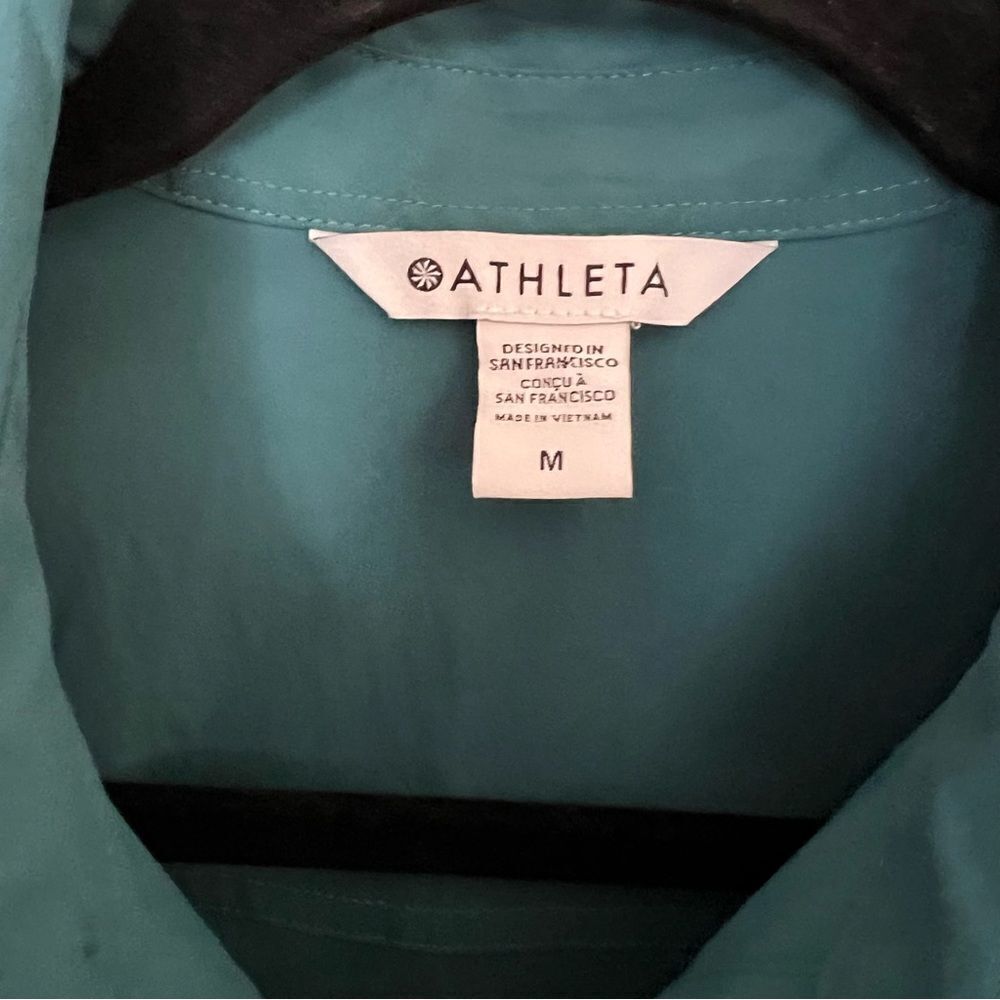 ATHLETA
DESIGNED IN
SAN FRANCISCO
CONÇU À
SAN FRANCISCO
MADE IN VIETNAM
M